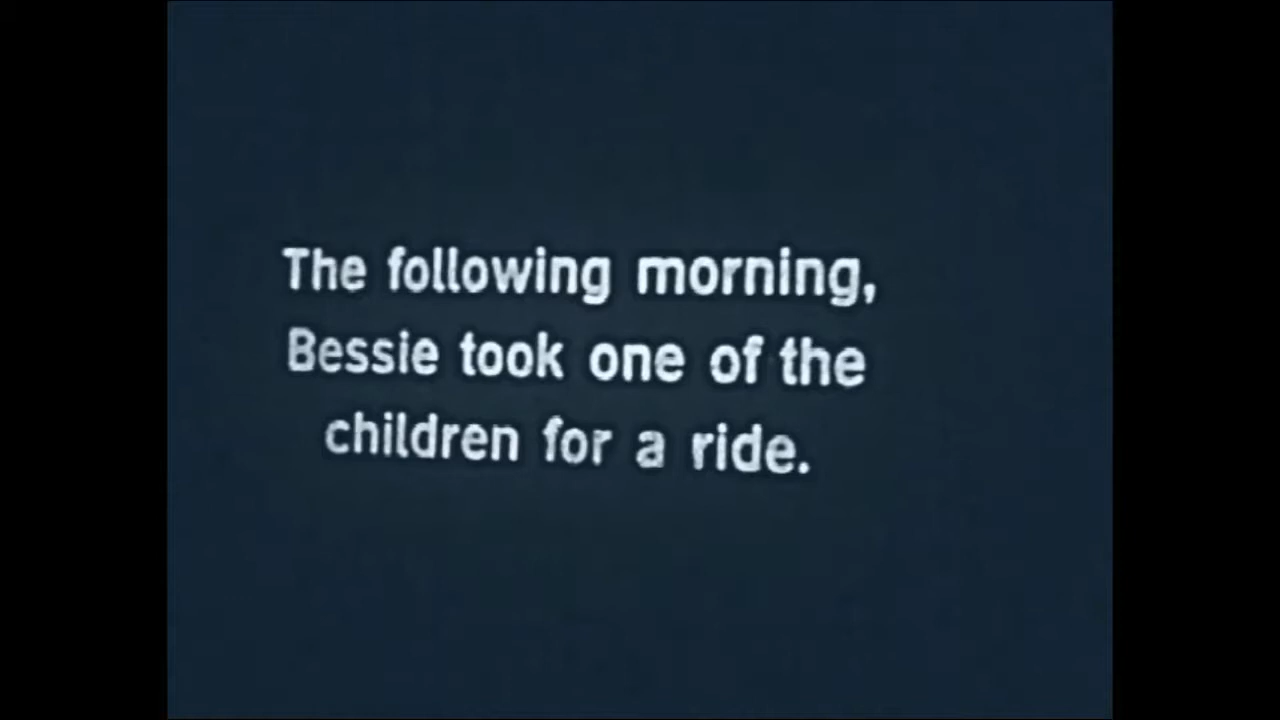 The following morning,
Bessie took one of the
children for a ride.